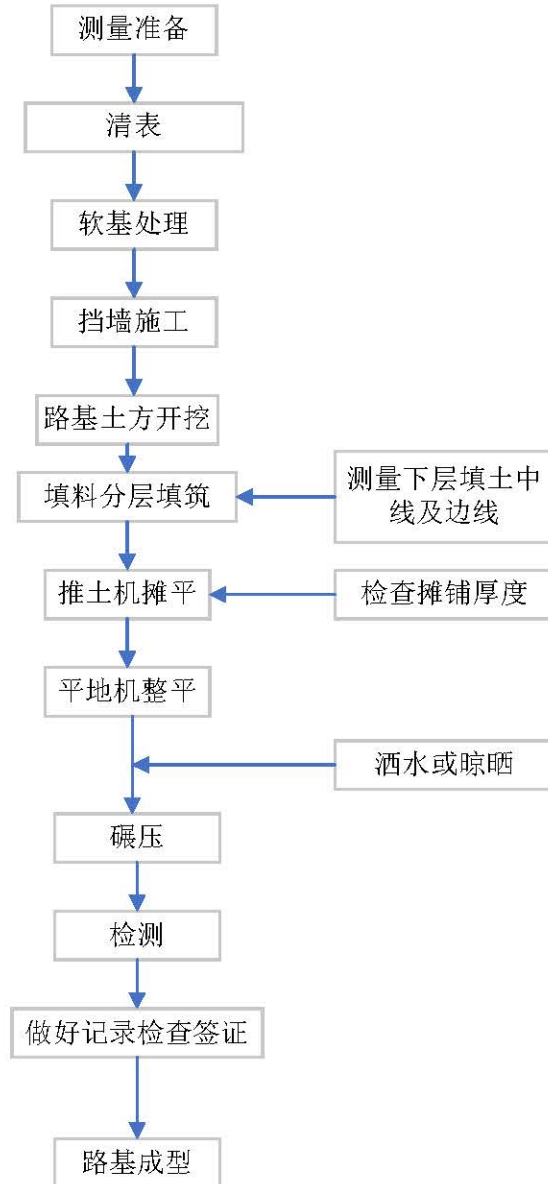 测量准备
清表
软基处理
挡墙施工
路基土方开挖
填料分层填筑
测量下层填土中
线及边线
推土机摊平
检查摊铺厚度
平地机整平
洒水或晾晒
碾压
检测
做好记录检查签证
路基成型